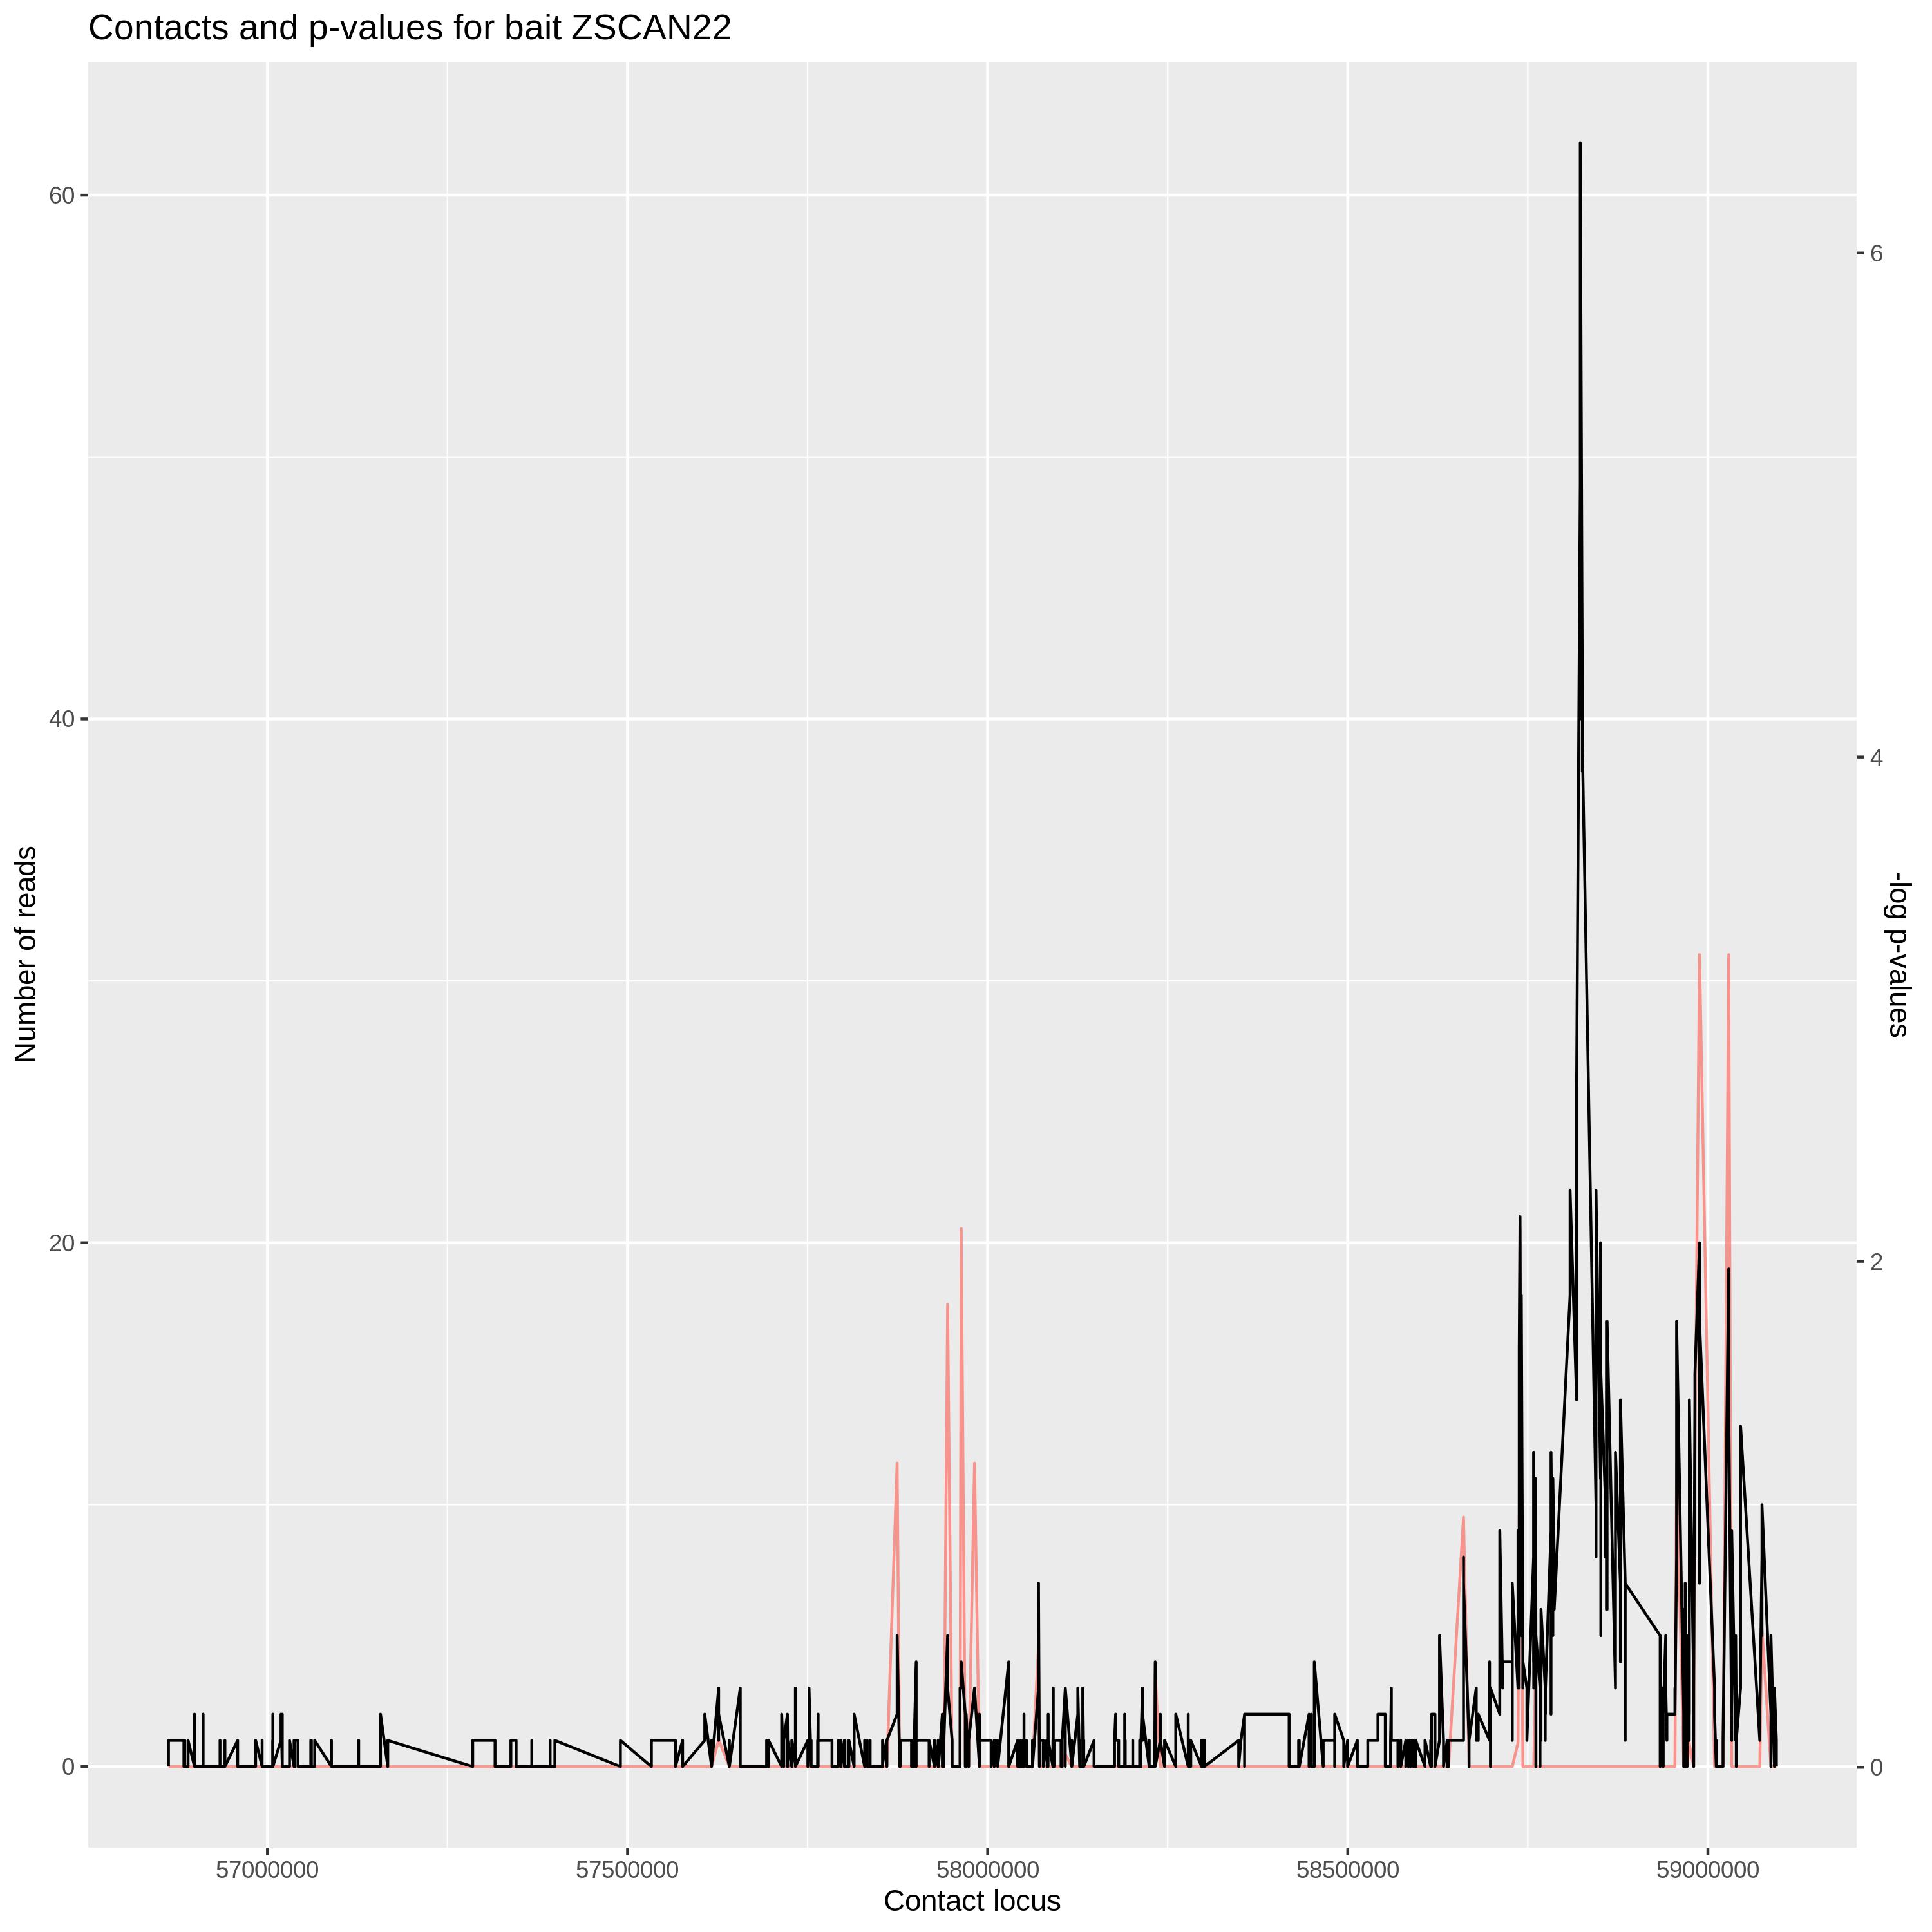 Contacts and p-values for bait ZSCAN22
60
40
20
0
Number of reads
6
4
2
0
-log p-values
57000000 57500000 58000000 58500000 59000000
Contact locus